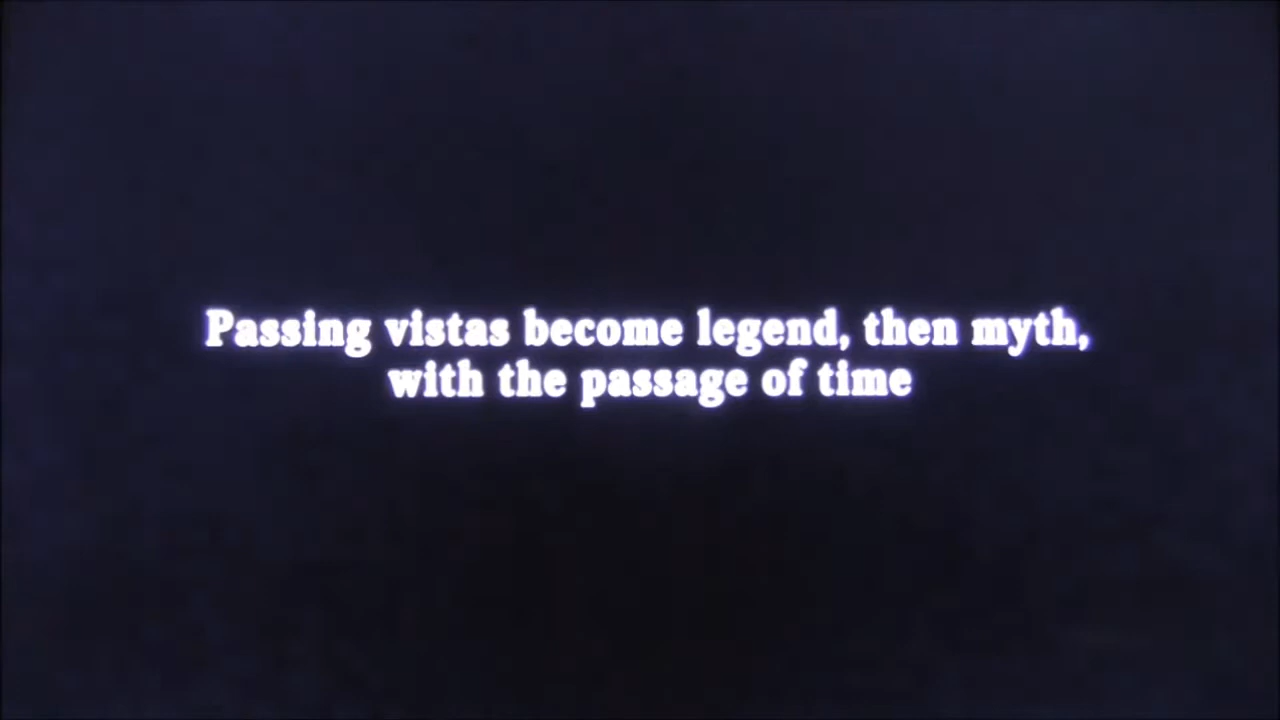 Passing vistas become legend, then myth,
with the passage of time